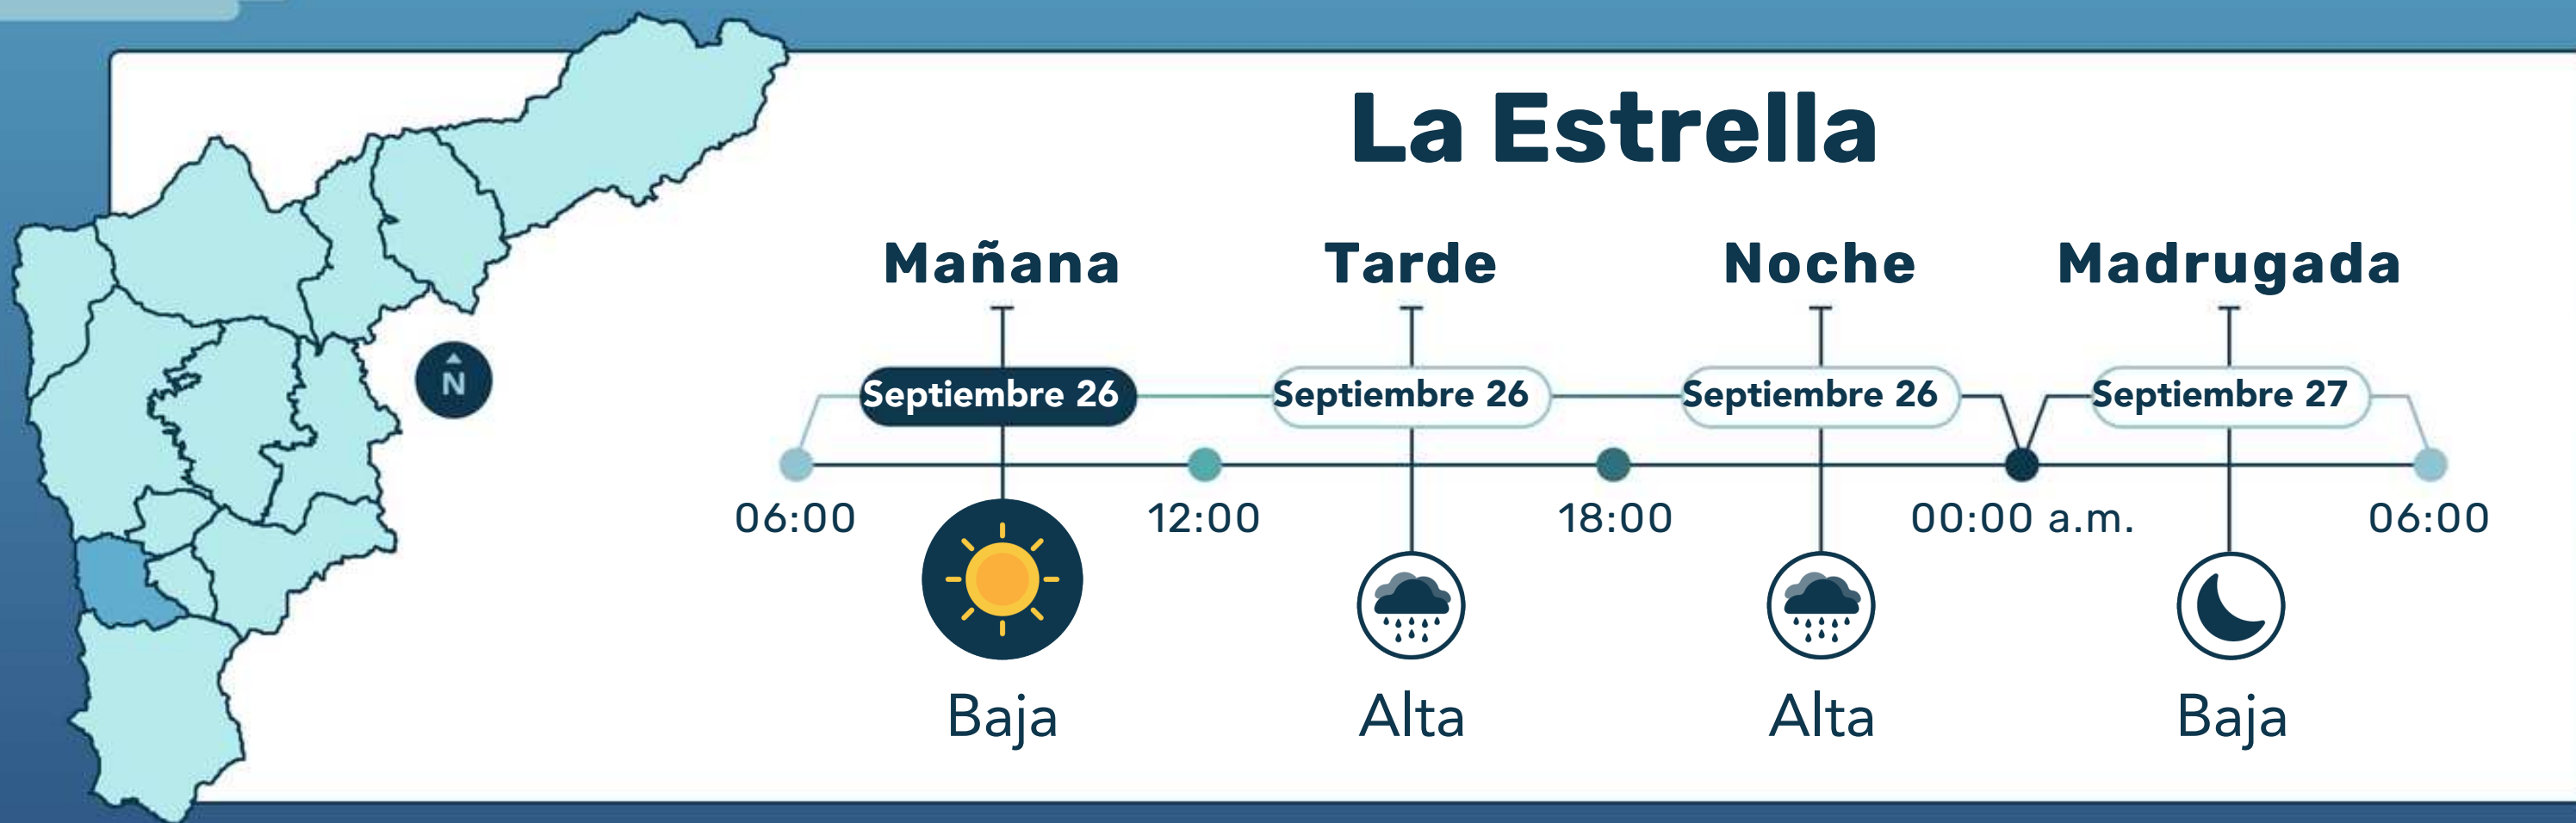 La Estrella
Mañana Tarde Noche Madrugada
N
Septiembre 26 Septiembre 26 Septiembre 26 Septiembre 27
06:00 12:00 18:00 00:00 a.m. 06:00
Baja Alta Alta Baja